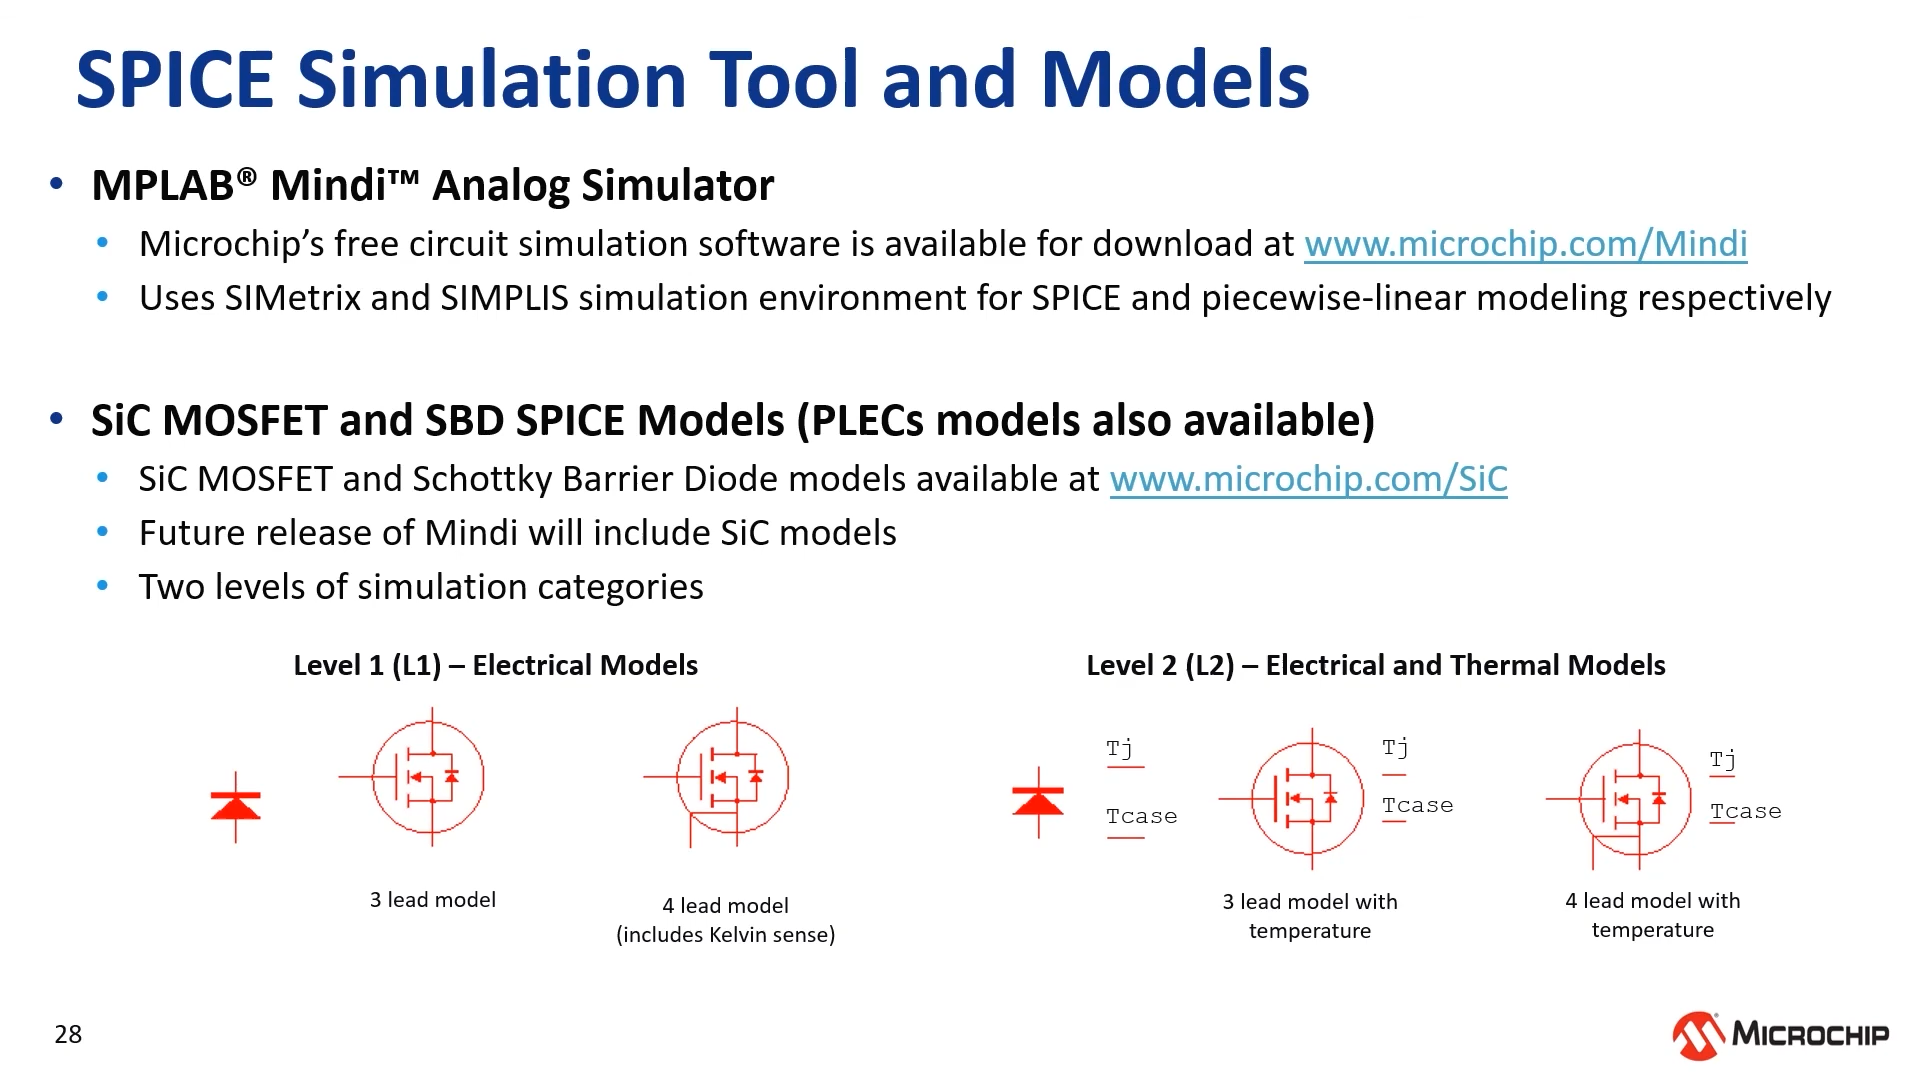 SPICE Simulation Tool and Models
• MPLAB® Mindi™ Analog Simulator
• Microchip’s free circuit simulation software is available for download at www.microchip.com/Mindi
• Uses SIMetrix and SIMPLIS simulation environment for SPICE and piecewise-linear modeling respectively
• SiC MOSFET and SBD SPICE Models (PLECs models also available)
• SiC MOSFET and Schottky Barrier Diode models available at www.microchip.com/SiC
• Future release of Mindi will include SiC models
• Two levels of simulation categories
Level 1 (L1) – Electrical Models
3 lead model
4 lead model
(includes Kelvin sense)
Level 2 (L2) – Electrical and Thermal Models
Tj
Tcase
Tj
Tcase
3 lead model with
temperature
Tj
Tcase
4 lead model with
temperature
28
MICROCHIP